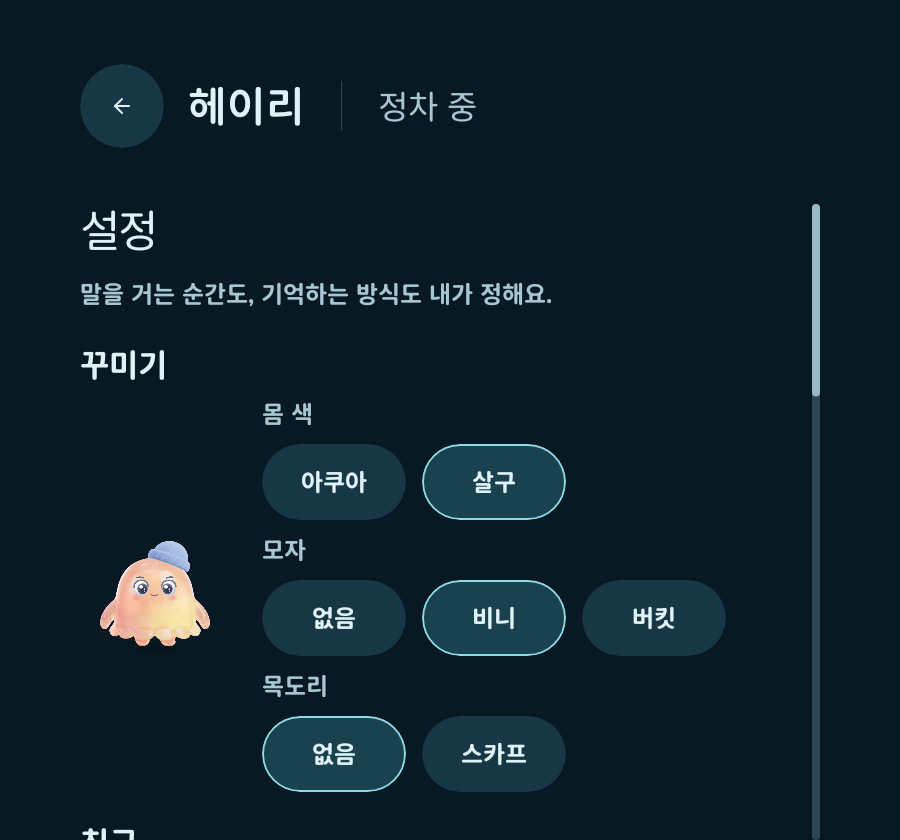 헤이리
정차 중
설정
말을 거는 순간도, 기억하는 방식도 내가 정해요.
꾸미기
몸 색
아쿠아 살구
모자
없음 비니 버킷
목도리
없음 스카프